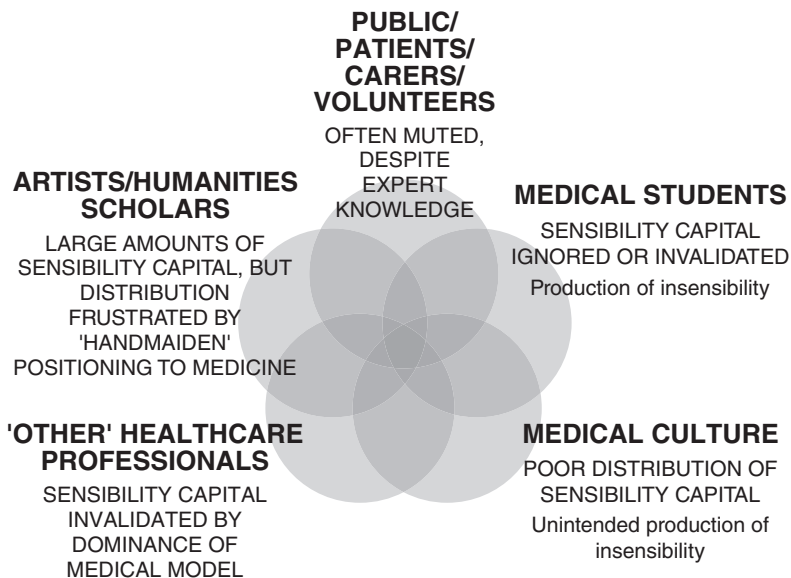 PUBLIC/
PATIENTS/
CARERS/
VOLUNTEERS
OFTEN MUTED,
DESPITE
EXPERT
KNOWLEDGE
ARTISTS/HUMANITIES
SCHOLARS
LARGE AMOUNTS OF
SENSIBILITY CAPITAL, BUT
DISTRIBUTION
FRUSTRATED BY
'HANDMAIDEN'
POSITIONING TO MEDICINE
MEDICAL STUDENTS
SENSIBILITY CAPITAL
IGNORED OR INVALIDATED
Production of insensibility
'OTHER' HEALTHCARE
PROFESSIONALS
SENSIBILITY CAPITAL
INVALIDATED BY
DOMINANCE OF
MEDICAL MODEL
MEDICAL CULTURE
POOR DISTRIBUTION OF
SENSIBILITY CAPITAL
Unintended production of
insensibility